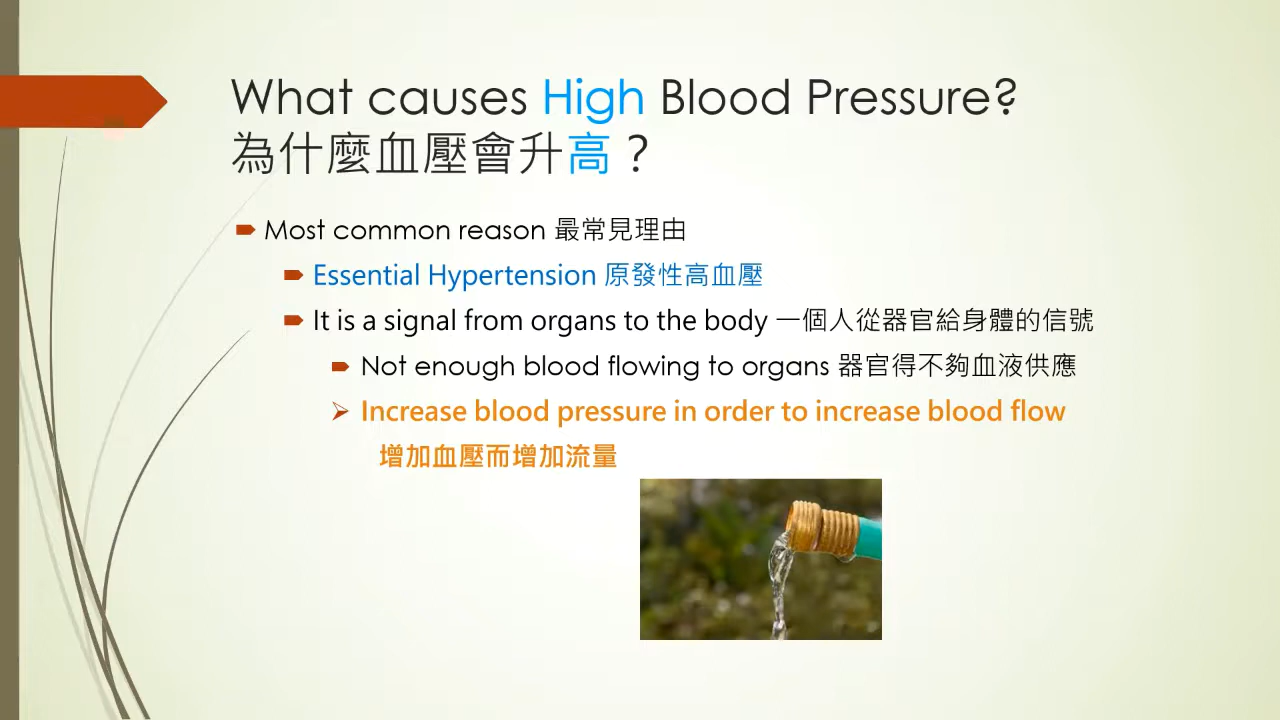 What causes High Blood Pressure?
為什麼血壓會升高？
Most common reason 最常見理由
Essential Hypertension 原發性高血壓
It is a signal from organs to the body 一個人從器官給身體的信號
Not enough blood flowing to organs 器官得不夠血液供應
Increase blood pressure in order to increase blood flow
增加血壓而增加流量